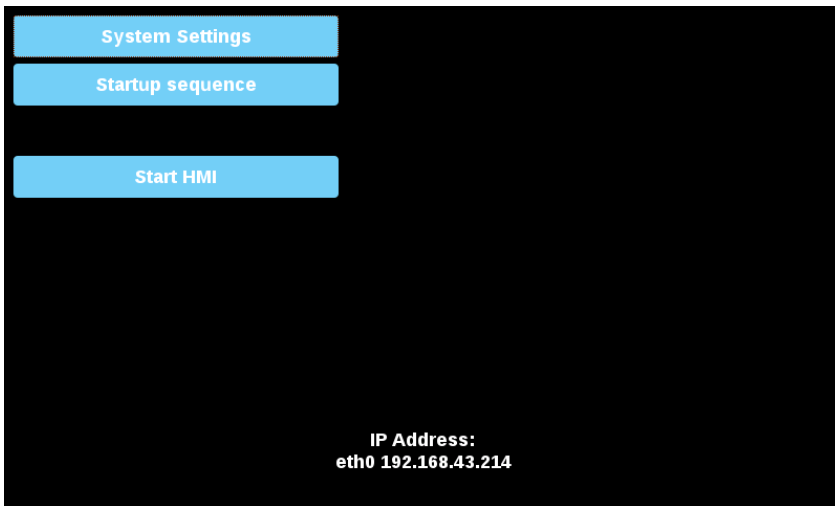 System Settings
Startup sequence
Start HMI
IP Address:
eth0 192.168.43.214